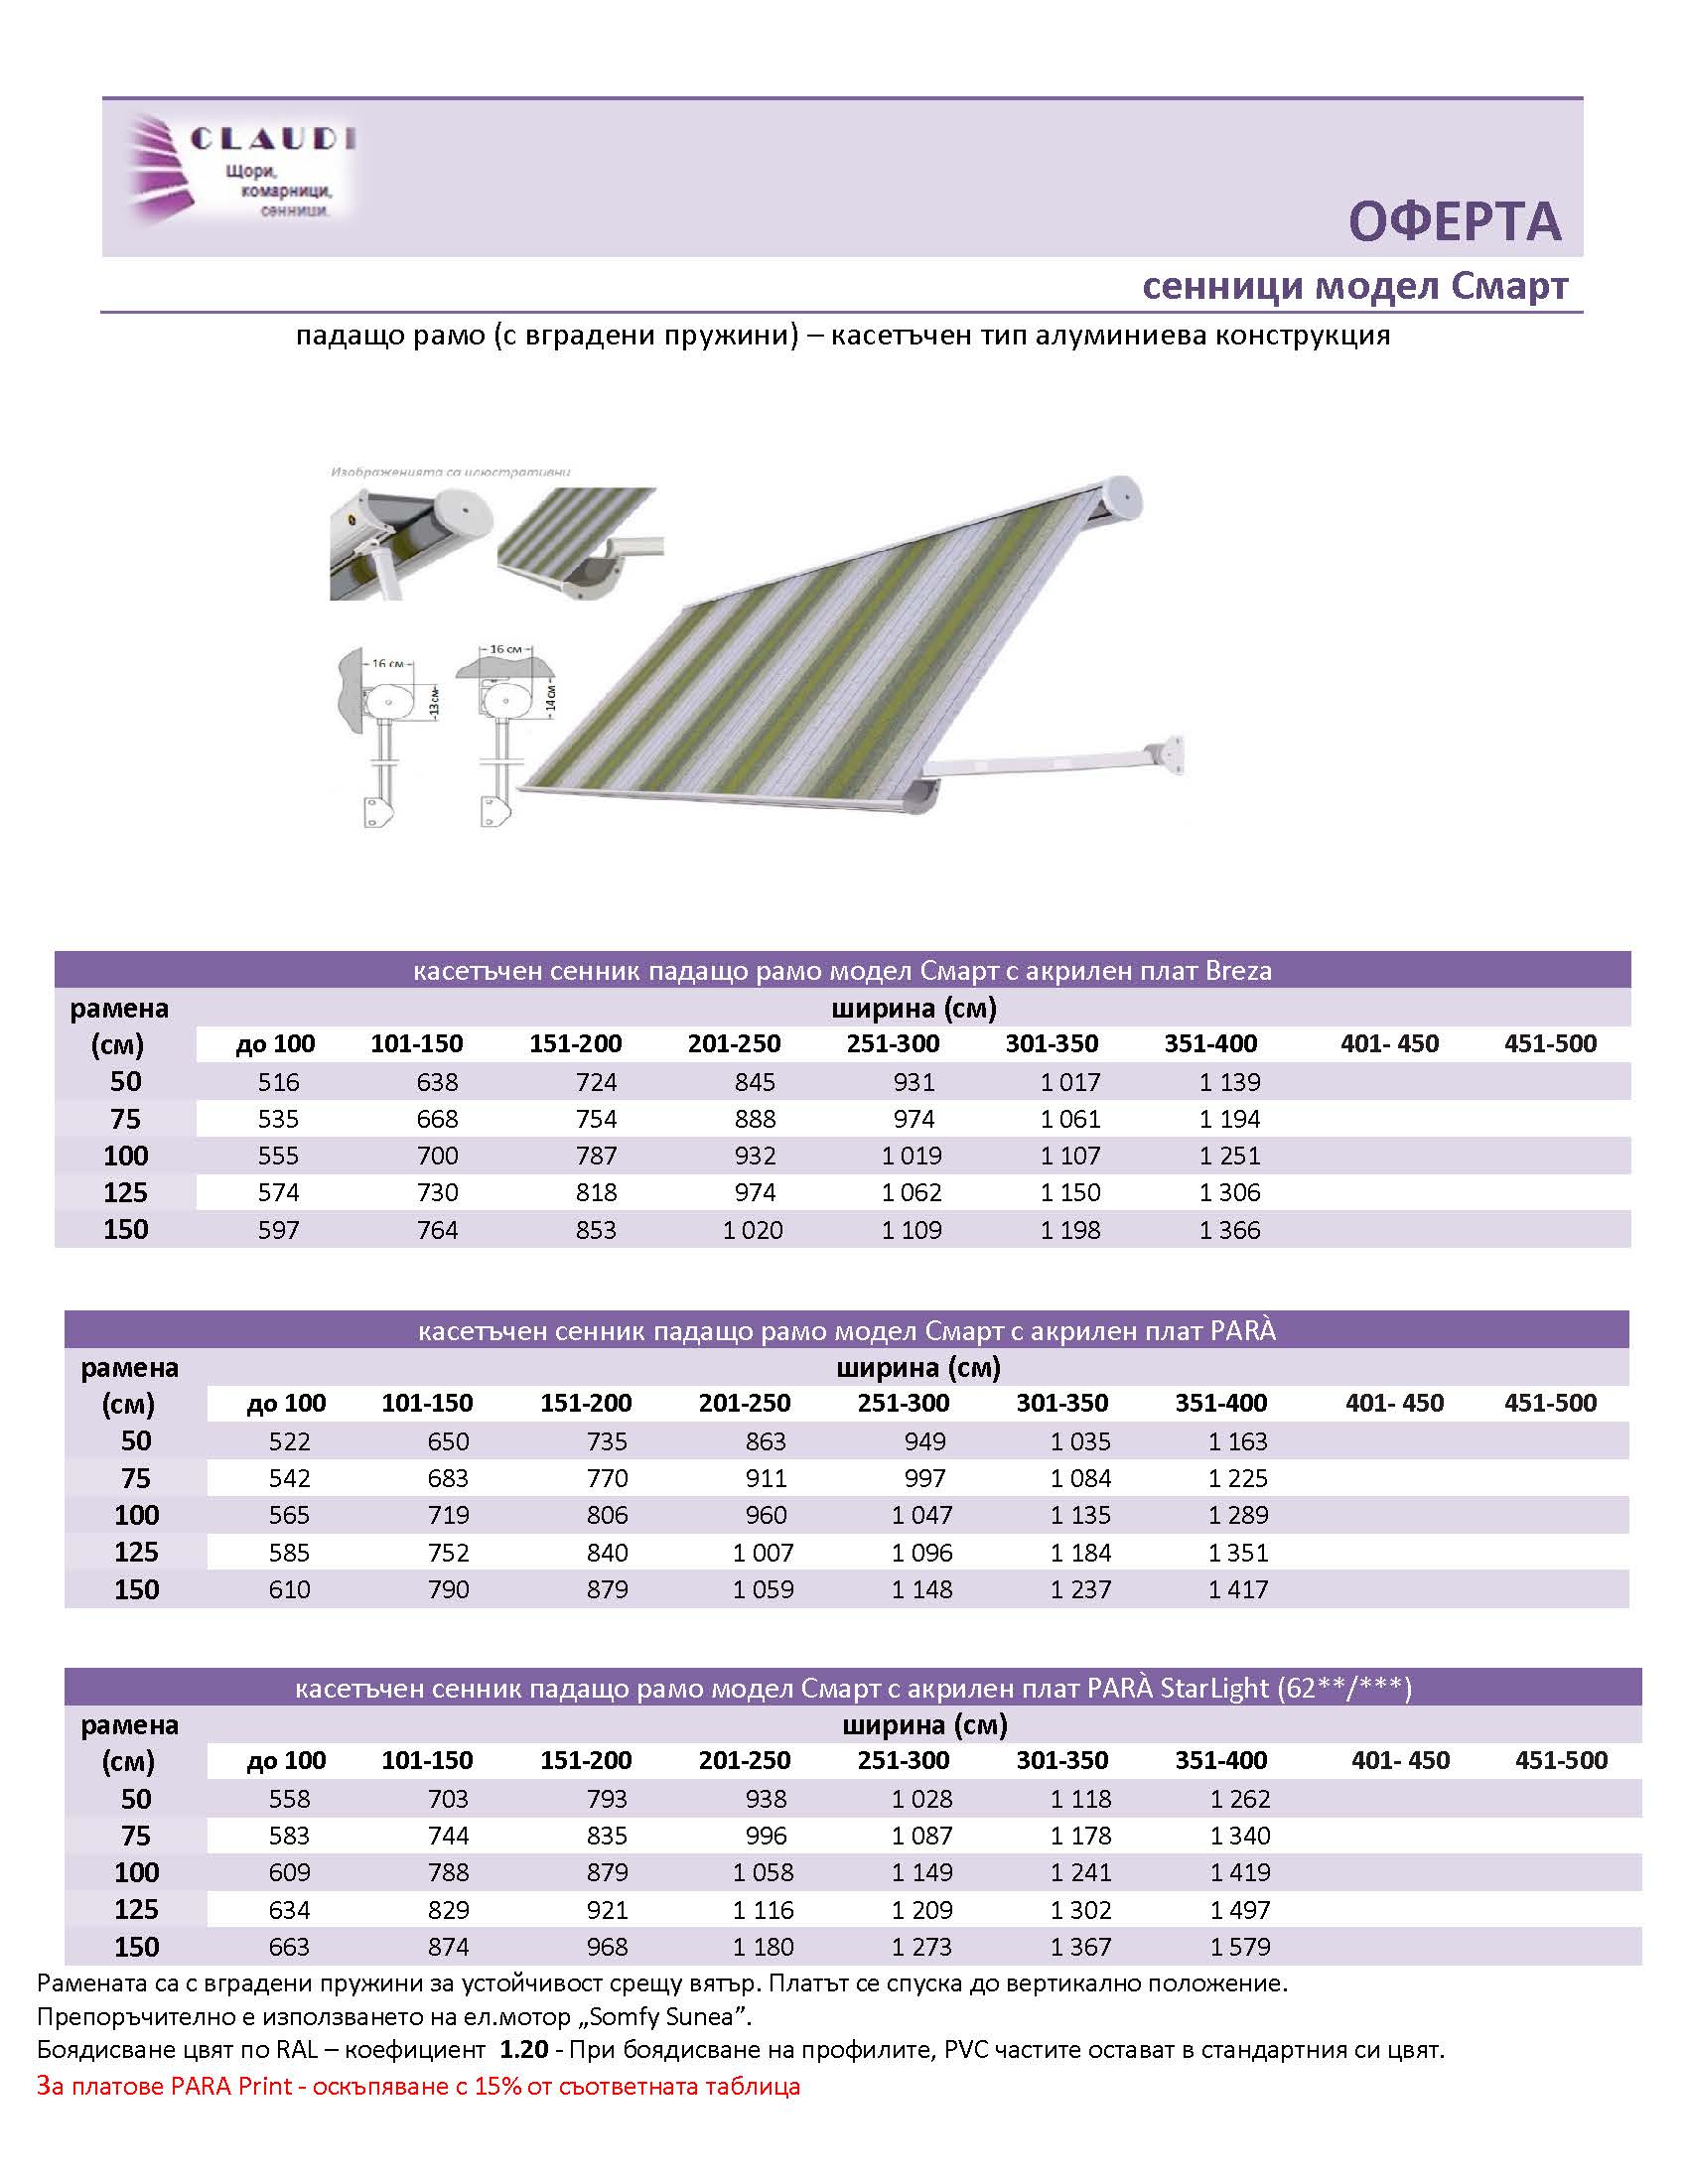 CLAUDI
Щори,
комарници,
сенници.
ОФЕРТА
сенници модел Смарт
падащо рамо (с вградени пружини) – касетъчен тип алуминиева конструкция
Изображенията са илюстративни
16 см
13см
16 см
14см
касетъчен сенник падащо рамо модел Смарт с акрилен плат Breza
рамена ширина (см)
(см) до 100 101-150 151-200 201-250 251-300 301-350 351-400 401- 450 451-500
50 516 638 724 845 931 1 017 1 139
75 535 668 754 888 974 1 061 1 194
100 555 700 787 932 1 019 1 107 1 251
125 574 730 818 974 1 062 1 150 1 306
150 597 764 853 1 020 1 109 1 198 1 366
касетъчен сенник падащо рамо модел Смарт с акрилен плат PARÀ
рамена ширина (см)
(см) до 100 101-150 151-200 201-250 251-300 301-350 351-400 401- 450 451-500
50 522 650 735 863 949 1 035 1 163
75 542 683 770 911 997 1 084 1 225
100 565 719 806 960 1 047 1 135 1 289
125 585 752 840 1 007 1 096 1 184 1 351
150 610 790 879 1 059 1 148 1 237 1 417
касетъчен сенник падащо рамо модел Смарт с акрилен плат PARÀ StarLight (62**/***)
рамена ширина (см)
(см) до 100 101-150 151-200 201-250 251-300 301-350 351-400 401- 450 451-500
50 558 703 793 938 1 028 1 118 1 262
75 583 744 835 996 1 087 1 178 1 340
100 609 788 879 1 058 1 149 1 241 1 419
125 634 829 921 1 116 1 209 1 302 1 497
150 663 874 968 1 180 1 273 1 367 1 579
Рамената са с вградени пружини за устойчивост срещу вятър. Платът се спуска до вертикално положение.
Препоръчително е използването на ел.мотор „Somfy Sunea”.
Боядисване цвят по RAL – коефициент 1.20 - При боядисване на профилите, PVC частите остават в стандартния си цвят.
За платове PARA Print - оскъпяване с 15% от съответната таблица